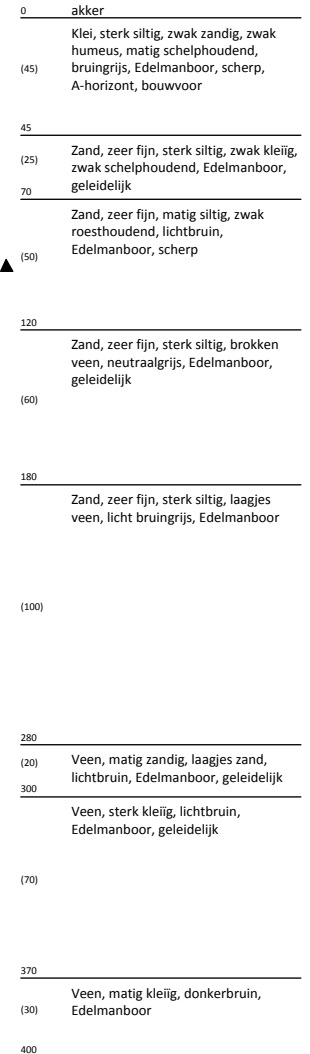 0 akker
Klei, sterk siltig, zwak zandig, zwak
humeus, matig schelphoudend,
(45) bruingrijs, Edelmanboor, scherp,
A-horizont, bouwvoor
45
Zand, zeer fijn, sterk siltig, zwak kleiïg,
(25) zwak schelphoudend, Edelmanboor,
geleidelijk
70
Zand, zeer fijn, matig siltig, zwak
roesthoudend, lichtbruin,
Edelmanboor, scherp
(50)
120
Zand, zeer fijn, sterk siltig, brokken
veen, neutraalgrijs, Edelmanboor,
geleidelijk
(60)
180
Zand, zeer fijn, sterk siltig, laagjes
veen, licht bruingrijs, Edelmanboor
(100)
280
(20) Veen, matig zandig, laagjes zand,
lichtbruin, Edelmanboor, geleidelijk
300
Veen, sterk kleiïg, lichtbruin,
Edelmanboor, geleidelijk
(70)
370
Veen, matig kleiïg, donkerbruin,
(30) Edelmanboor
400